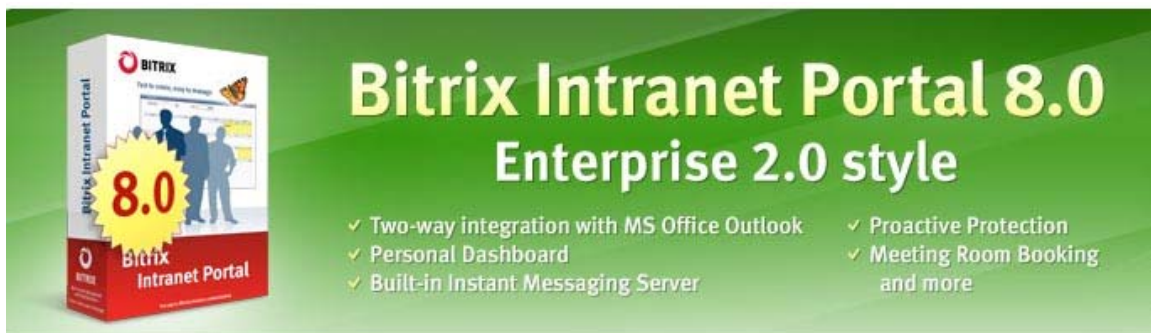 BITRIX
Bitrix Intranet Portal
8.0
Bitrix
Intranet Portal
BITRIX
Bitrix Intranet Portal 8.0
Enterprise 2.0 style
✓ Two-way integration with MS Office Outlook
✓ Personal Dashboard
✓ Built-in Instant Messaging Server
✓ Proactive Protection
✓ Meeting Room Booking
and more